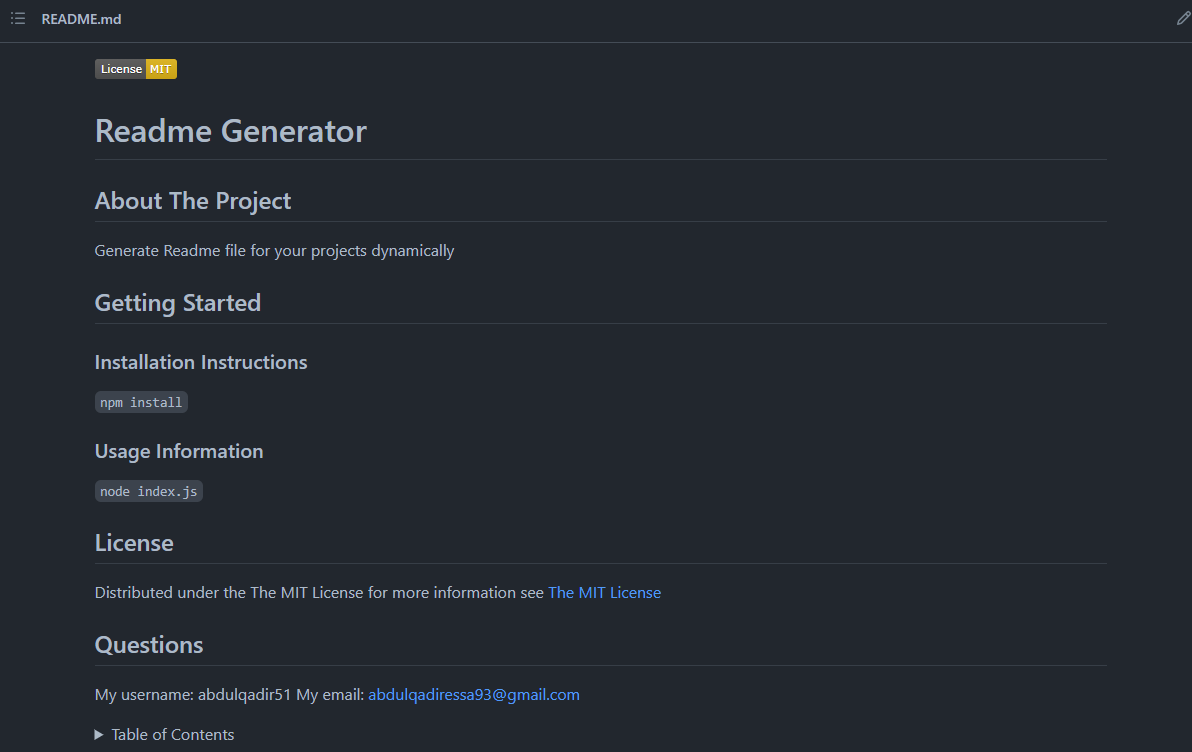 README.md
License MIT
Readme Generator
About The Project
Generate Readme file for your projects dynamically
Getting Started
Installation Instructions
npm install
Usage Information
node index.js
License
Distributed under the The MIT License for more information see The MIT License
Questions
My username: abdulqadir51 My email: abdulqadiressa93@gmail.com
Table of Contents